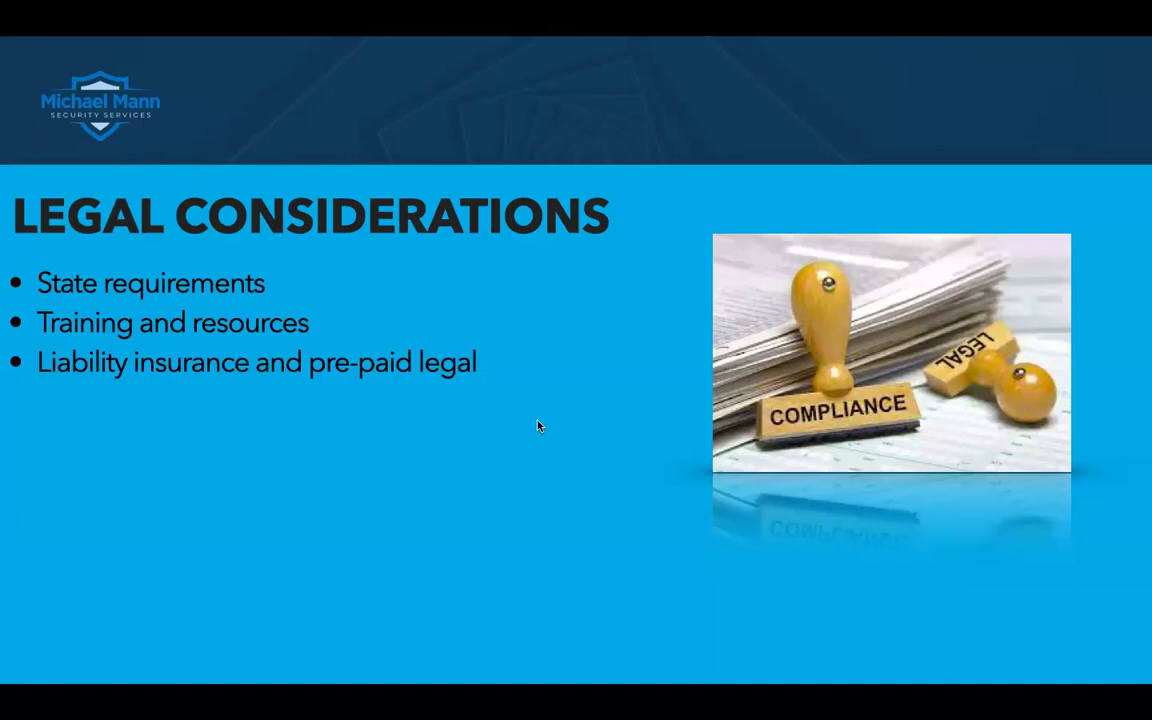 Michael Mann
SECURITY SERVICES
LEGAL CONSIDERATIONS
• State requirements
• Training and resources
• Liability insurance and pre-paid legal
COMPLIANCE
LEGAL
COMPLIANCE